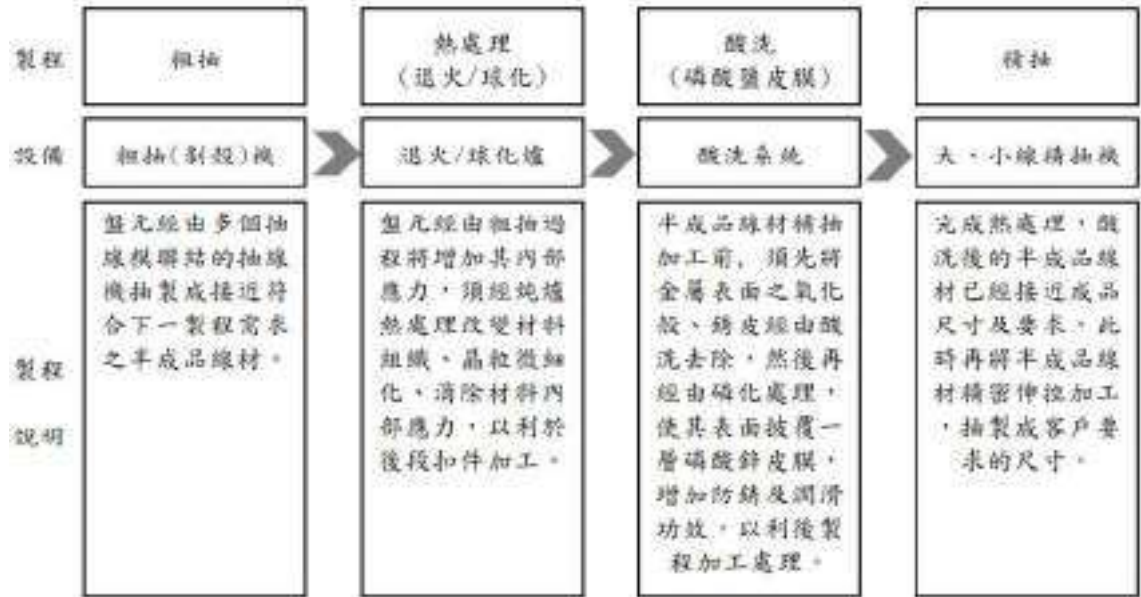 製程
粗抽
熱處理
(退火/球化)
酸洗
(磷酸鹽皮膜)
精抽
設備
粗抽(剝殼)機
退火/球化爐
酸洗系統
大、小線精抽機
製程
說明
盤元經由多個抽
線模聯結的抽線
機抽製成接近符
合下一製程需求
之半成品線材。
盤元經由粗抽過
程將增加其內部
應力,須經燒爐
熱處理改變材料
組織、晶粒微細
化、消除材料內
部應力,以利於
後段扣件加工。
半成品線材精抽
加工前, 須先將
金屬表面之氧化
殼、銹皮經由酸
洗去除,然後再
經由磷化處理,
使其表面披覆一
層磷酸鋅皮膜,
增加防銹及潤滑
功效,以利後製
程加工處理。
完成熱處理,酸
洗後的半成品線
材已經接近成品
尺寸及要求,此
時再將半成品線
材精密伸拉加工
,抽製成客戶要
求的尺寸。